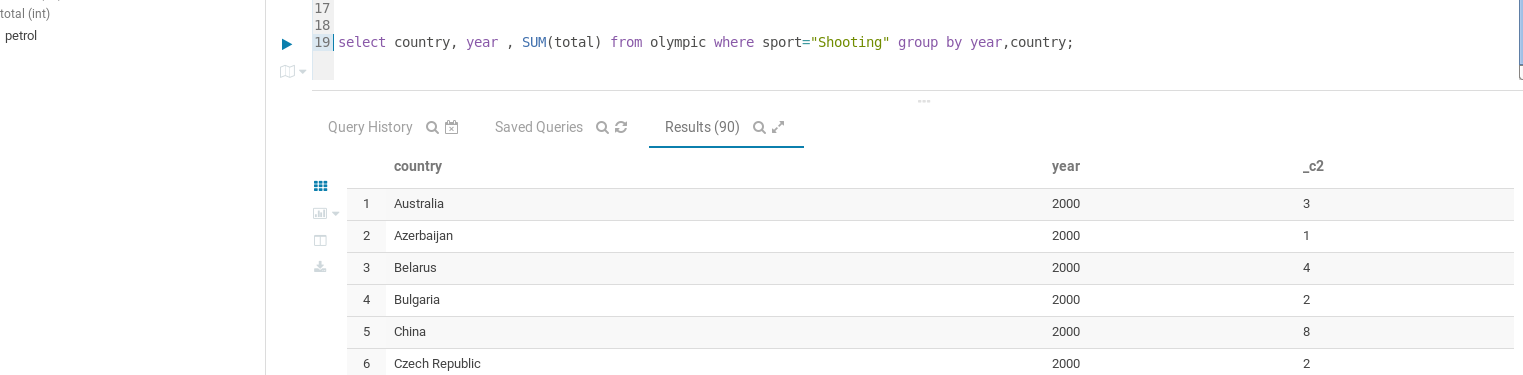 17
total (int)
18
petrol
19 select country, year , SUM(total) from olympic where sport="Shooting" group by year,country;
Query History Saved Queries Results (90)
country year _c2
1 Australia 2000 3
2 Azerbaijan 2000 1
3 Belarus 2000 4
4 Bulgaria 2000 2
5 China 2000 8
6 Czech Republic 2000 2